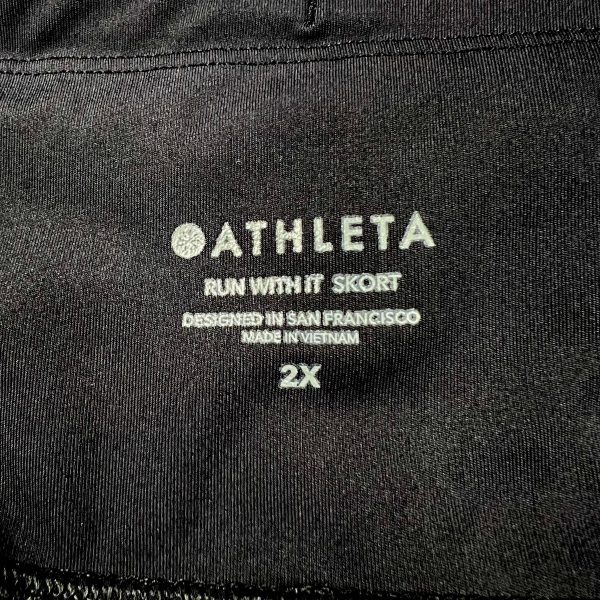 ATHLETA
RUN WITH IT SKORT
DESIGNED IN SAN FRANCISCO
MADE IN VIETNAM
2X